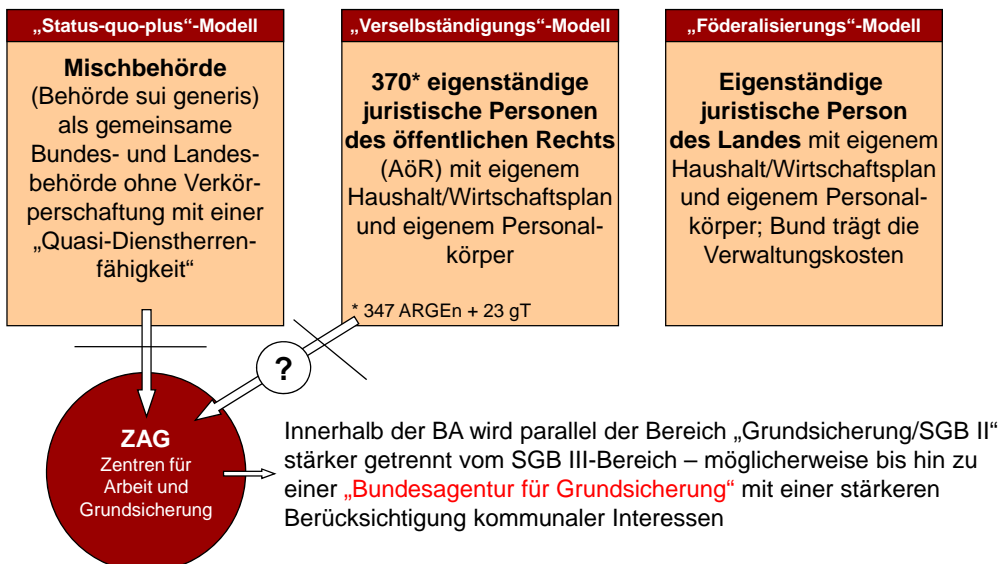 „Status-quo-plus“-Modell
Mischbehörde
(Behörde sui generis)
als gemeinsame
Bundes- und Landes-
behörde ohne Verkör-
perschaftung mit einer
„Quasi-Dienstherren-
fähigkeit“
„Verselbständigungs“-Modell
370* eigenständige
juristische Personen
des öffentlichen Rechts
(AöR) mit eigenem
Haushalt/Wirtschaftsplan
und eigenem Personal-
körper
* 347 ARGEn + 23 gT
„Föderalisierungs“-Modell
Eigenständige
juristische Person
des Landes mit eigenem
Haushalt/Wirtschaftsplan
und eigenem Personal-
körper; Bund trägt die
Verwaltungskosten
?
ZAG
Zentren für
Arbeit und
Grundsicherung
Innerhalb der BA wird parallel der Bereich „Grundsicherung/SGB II“
stärker getrennt vom SGB III-Bereich – möglicherweise bis hin zu
einer „Bundesagentur für Grundsicherung“ mit einer stärkeren
Berücksichtigung kommunaler Interessen